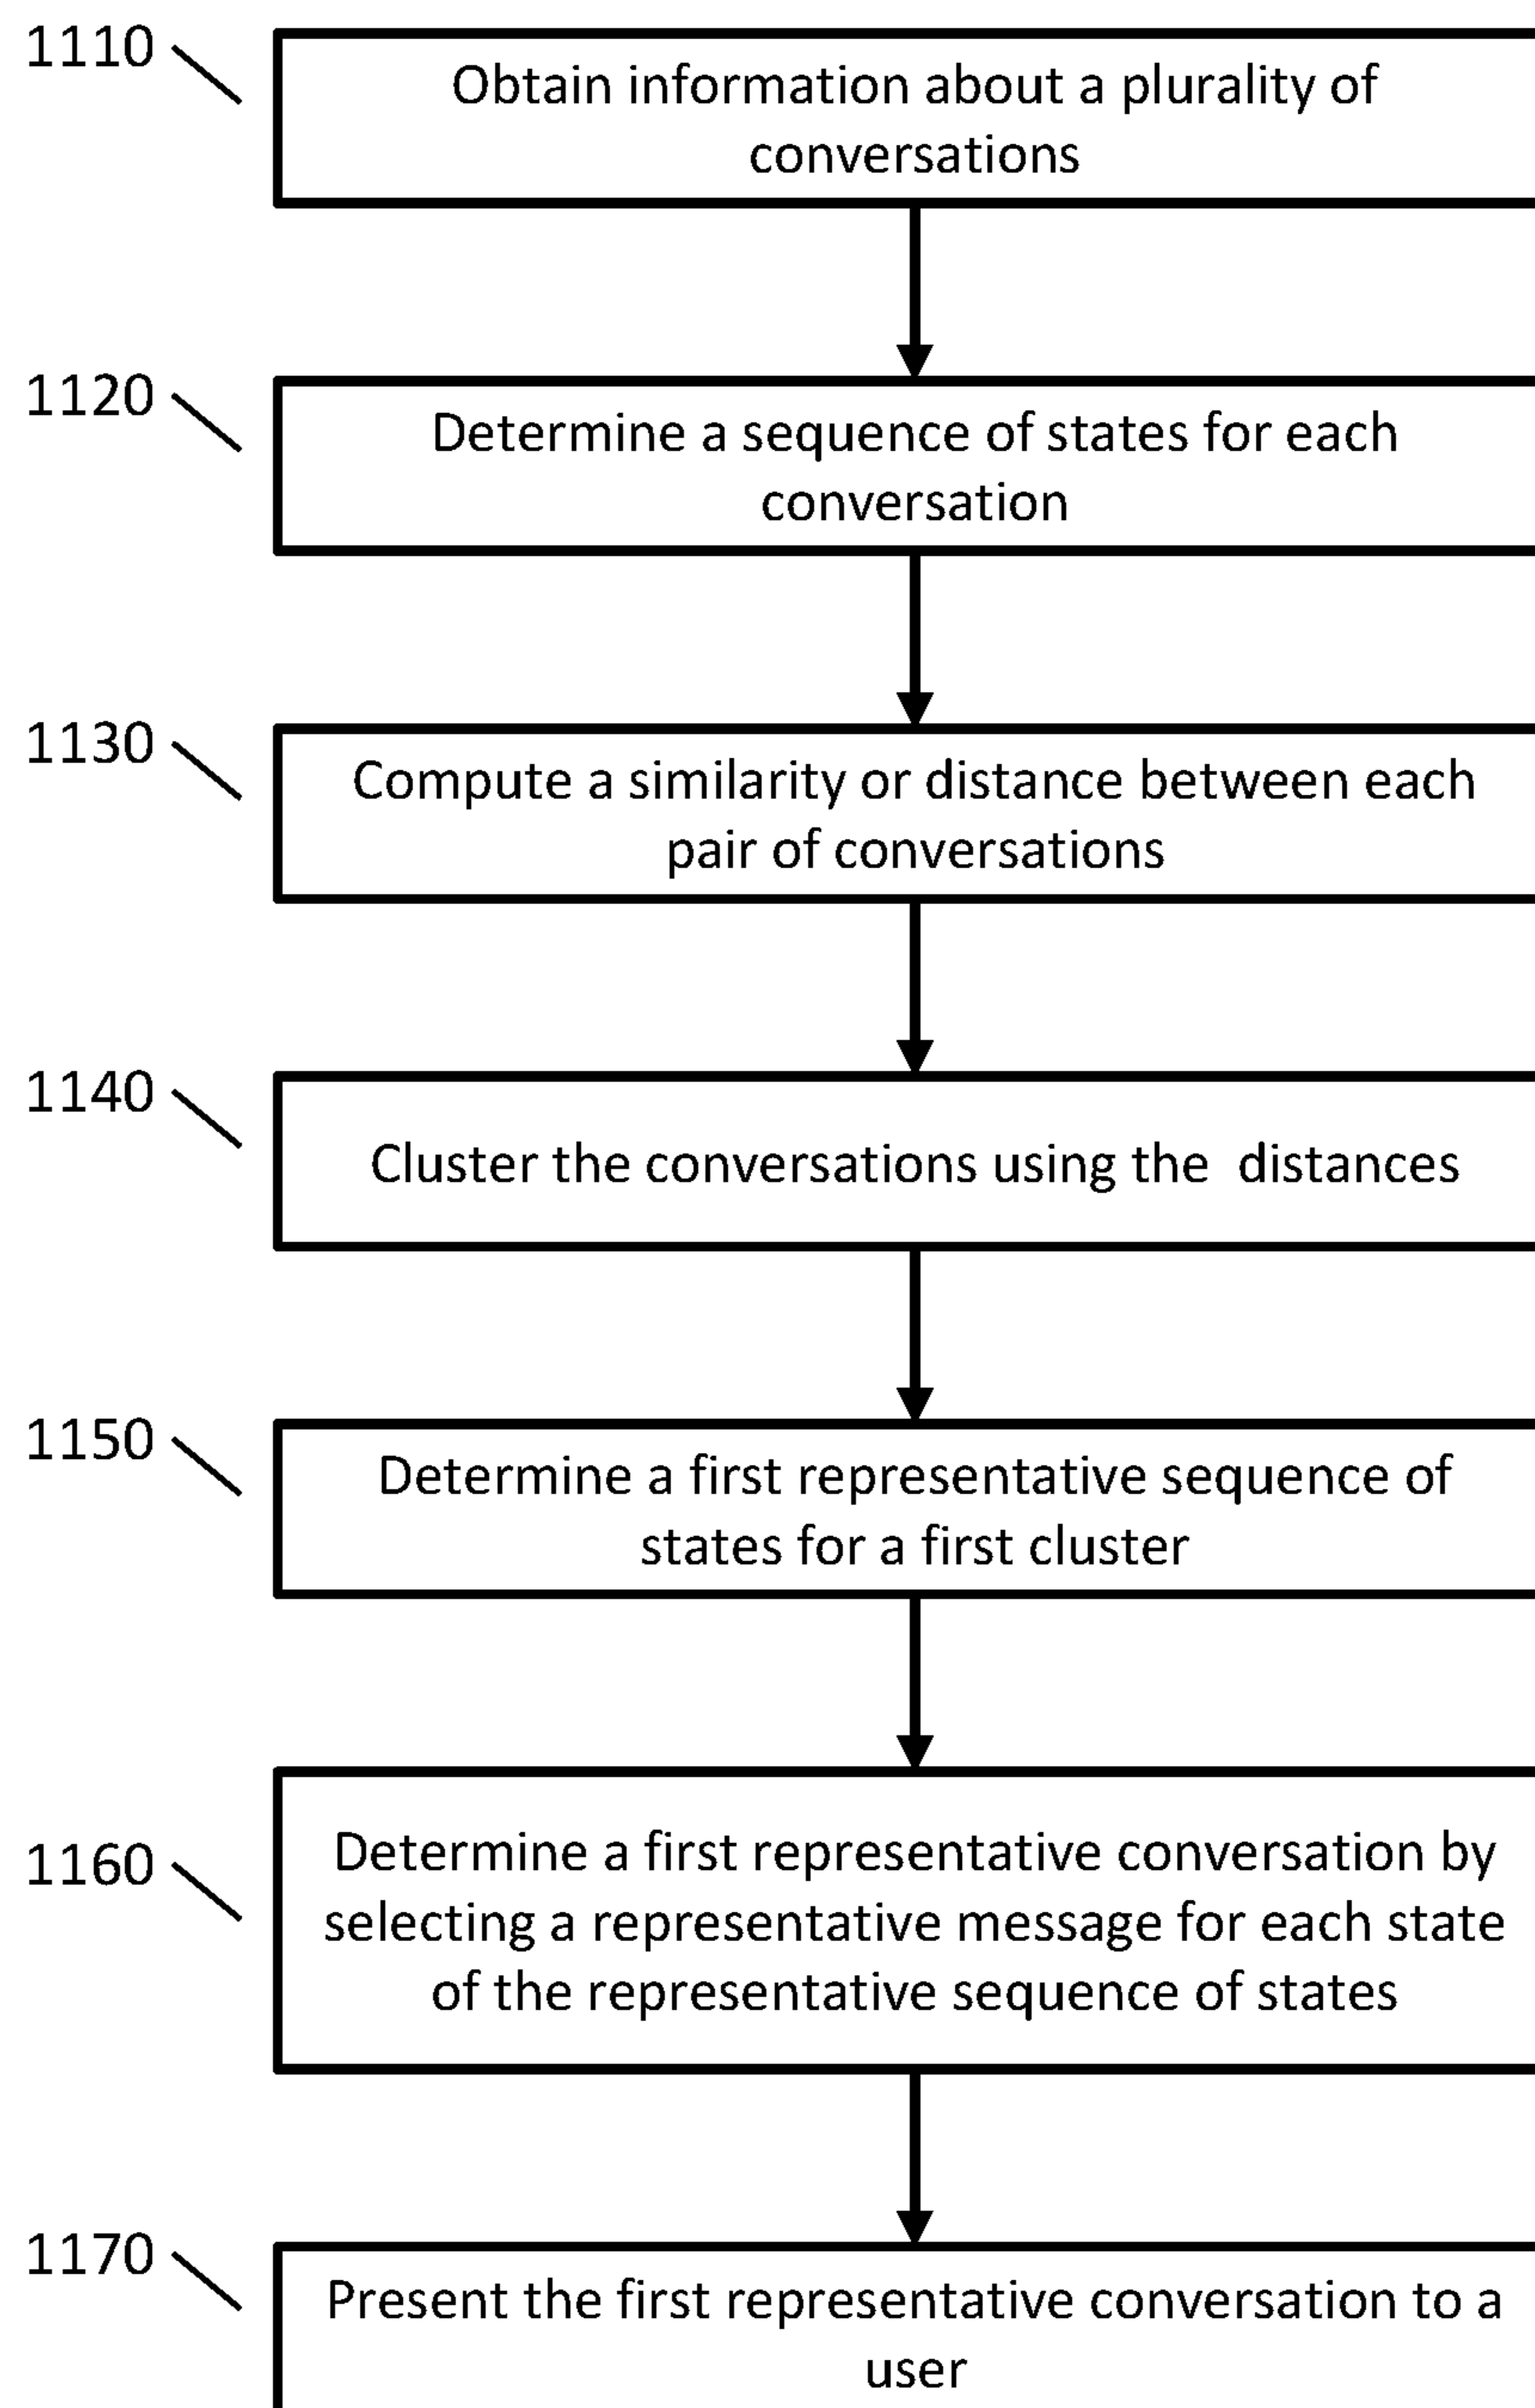 1110
Obtain information about a plurality of
conversations
1120
Determine a sequence of states for each
conversation
1130
Compute a similarity or distance between each
pair of conversations
1140
Cluster the conversations using the  distances
1150
Determine a first representative sequence of
states for a first cluster
1160
Determine a first representative conversation by
selecting a representative message for each state
of the representative sequence of states
1170
Present the first representative conversation to a
user